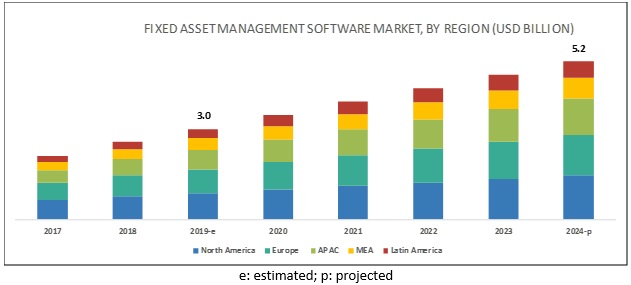 FIXED ASSET MANAGEMENT SOFTWARE MARKET, BY REGION (USD BILLION)
5.2
3.0
2017 2018 2019-e 2020 2021 2022 2023 2024-p
North America Europe APAC MEA Latin America
e: estimated; p: projected